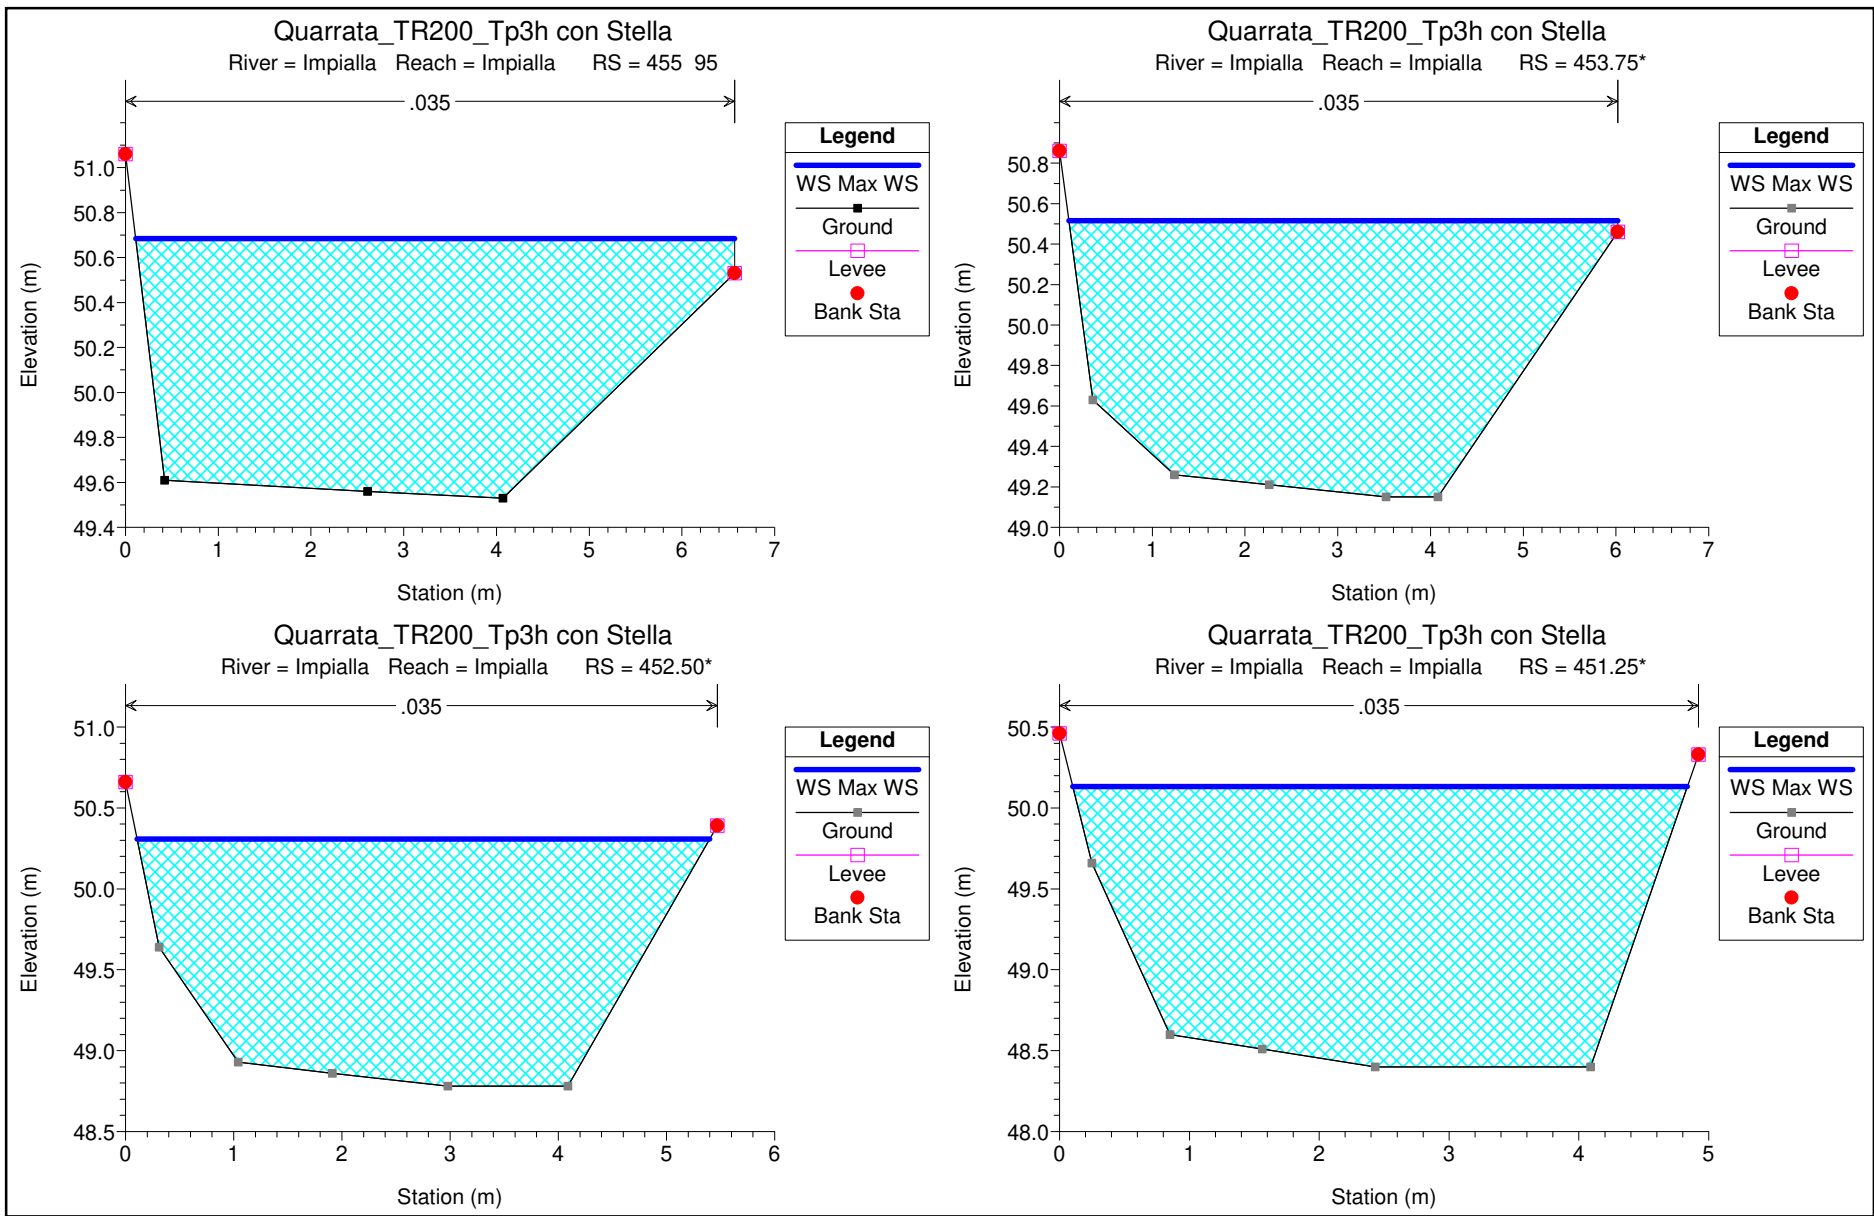 Quarrata_TR200_Tp3h con Stella
River = Impialla Reach = Impialla RS = 455 95
.035
Legend
WS Max WS
Ground
Levee
Bank Sta
51.0
50.8
50.6
50.4
50.2
50.0
49.8
49.6
49.4
Elevation (m)
0 1 2 3 4 5 6 7
Station (m)
Quarrata_TR200_Tp3h con Stella
River = Impialla Reach = Impialla RS = 453.75*
.035
Legend
WS Max WS
Ground
Levee
Bank Sta
50.8
50.6
50.4
50.2
50.0
49.8
49.6
49.4
49.2
49.0
Elevation (m)
0 1 2 3 4 5 6 7
Station (m)
Quarrata_TR200_Tp3h con Stella
River = Impialla Reach = Impialla RS = 452.50*
.035
Legend
WS Max WS
Ground
Levee
Bank Sta
51.0
50.5
50.0
49.5
49.0
48.5
Elevation (m)
0 1 2 3 4 5 6
Station (m)
Quarrata_TR200_Tp3h con Stella
River = Impialla Reach = Impialla RS = 451.25*
.035
Legend
WS Max WS
Ground
Levee
Bank Sta
50.5
50.0
49.5
49.0
48.5
48.0
Elevation (m)
0 1 2 3 4 5
Station (m)